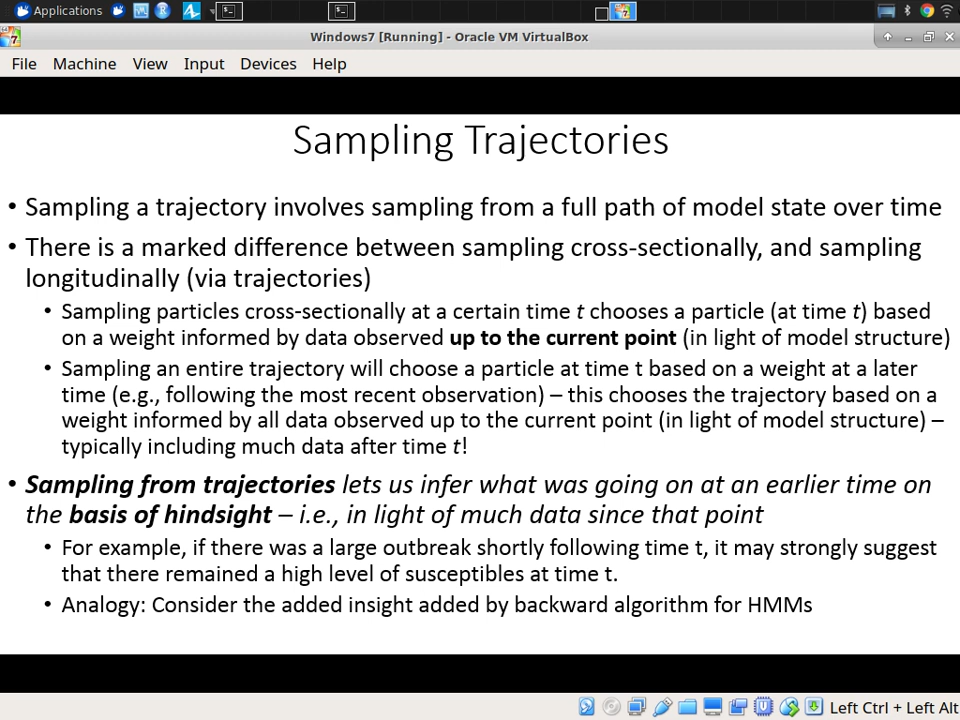 Applications
Windows7 [Running] - Oracle VM VirtualBox
File Machine View Input Devices Help
Sampling Trajectories
• Sampling a trajectory involves sampling from a full path of model state over time
• There is a marked difference between sampling cross-sectionally, and sampling
longitudinally (via trajectories)
• Sampling particles cross-sectionally at a certain time t chooses a particle (at time t) based
on a weight informed by data observed up to the current point (in light of model structure)
• Sampling an entire trajectory will choose a particle at time t based on a weight at a later
time (e.g., following the most recent observation) – this chooses the trajectory based on a
weight informed by all data observed up to the current point (in light of model structure) –
typically including much data after time t!
• Sampling from trajectories lets us infer what was going on at an earlier time on
the basis of hindsight – i.e., in light of much data since that point
• For example, if there was a large outbreak shortly following time t, it may strongly suggest
that there remained a high level of susceptibles at time t.
• Analogy: Consider the added insight added by backward algorithm for HMMs
Left Ctrl + Left Alt